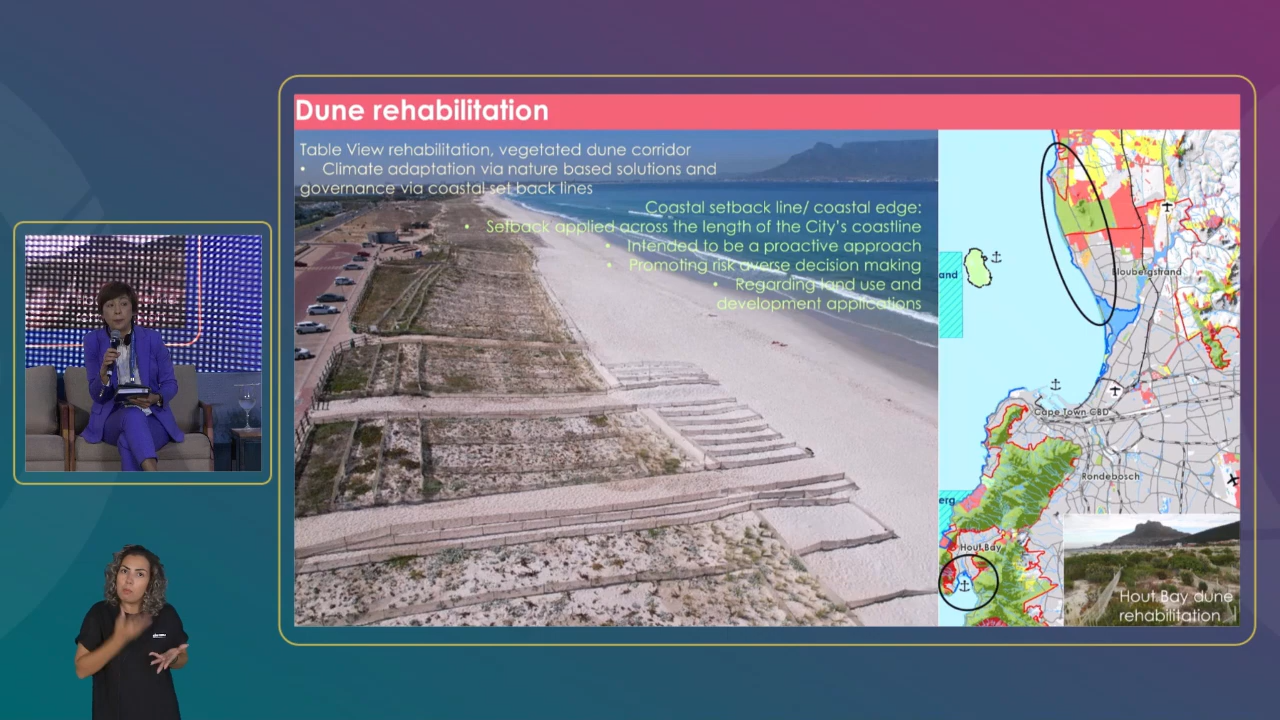 Dune rehabilitation
Table View rehabilitation, vegetated dune corridor
• Climate adaptation via nature based solutions and
governance via coastal set back lines
Coastal setback line/ coastal edge:
• Setback applied across the length of the City's coastline
• Intended to be a proactive approach
• Promoting risk averse decision making
• Regarding land use and
development applications
and
Bloubergstrand
Cape Town CBD
Rondebosch
erg
Hout Bay
Hout Bay dune
rehabilitation